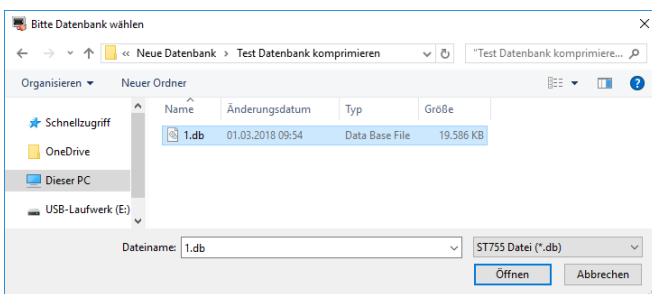 Bitte Datenbank wählen
« Neue Datenbank > Test Datenbank komprimieren "Test Datenbank komprimiere...
Organisieren Neuer Ordner
Name Änderungsdatum Typ Größe
1.db 01.03.2018 09:54 Data Base File 19.586 KB
Schnellzugriff
OneDrive
Dieser PC
USB-Laufwerk (E:)
Dateiname: 1.db ST755 Datei (*.db)
Öffnen Abbrechen